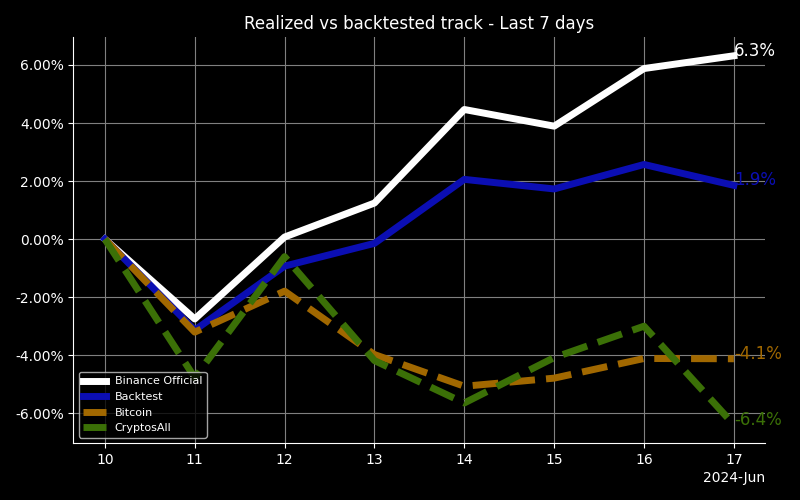 Realized vs backtested track - Last 7 days
6.00%
4.00%
2.00%
0.00%
-2.00%
-4.00%
-6.00%
6.3%
1.9%
-4.1%
-6.4%
Binance Official
Backtest
Bitcoin
CryptosAll
10 11 12 13 14 15 16 17
2024-Jun